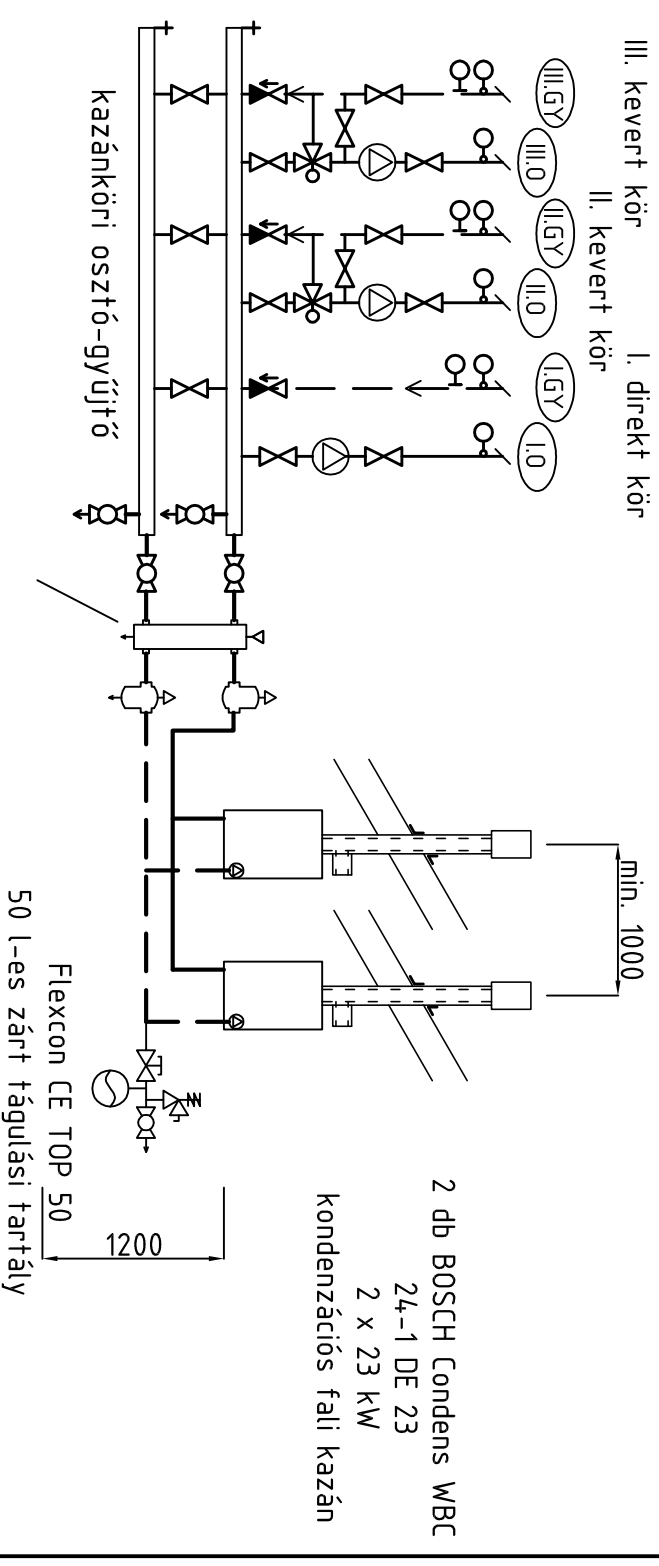 III. kevert kör
II. kevert kör
I. direkt kör
III.GY
III.O
II.GY
II.O
I.GY
I.O
kazánköri osztó-gyűjtő
min. 1000
2 db BOSCH Condens WBC
24-1 DE 23
2 x 23 kW
kondenzációs fali kazán
1200
Flexcon CE TOP 50
50 l-es zárt tágulási tartály